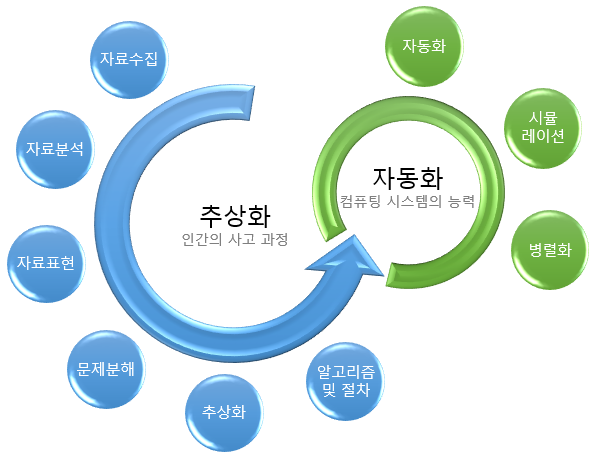 자료수집
자료분석
자료표현
문제분해
추상화
알고리즘
및 절차
추상화
인간의 사고 과정
자동화
시뮬
레이션
병렬화
자동화
컴퓨팅 시스템의 능력